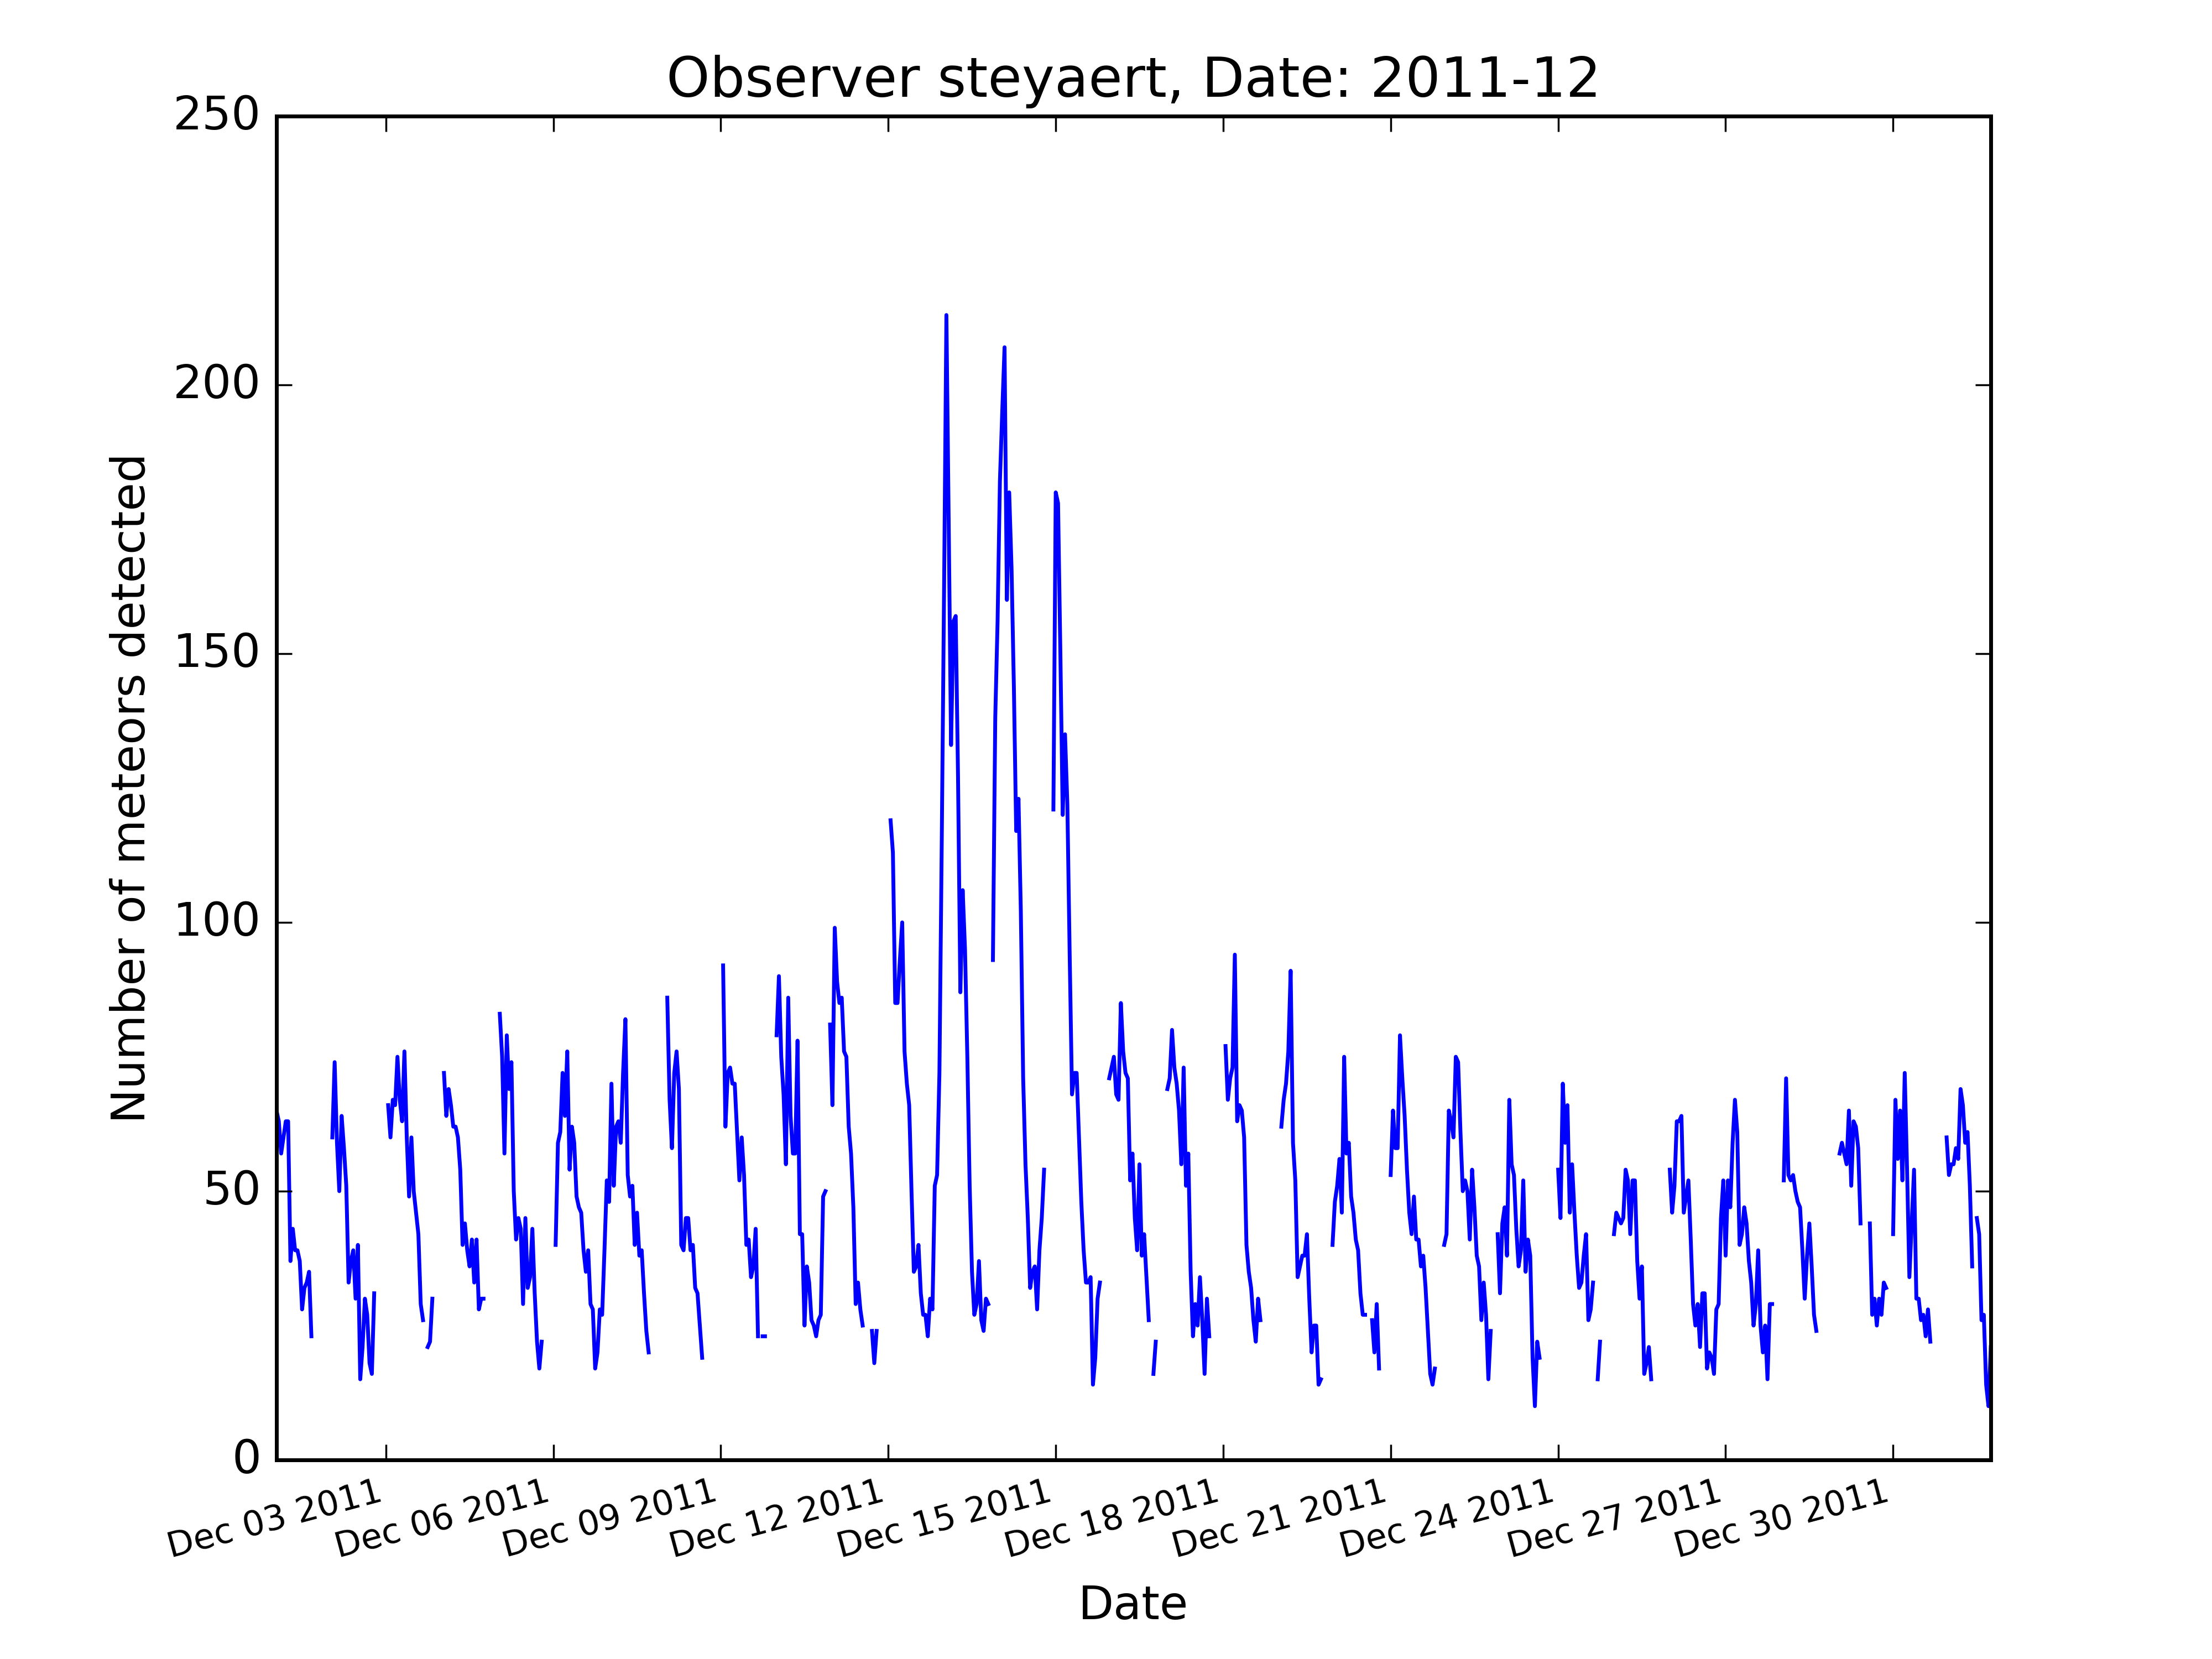 Observer steyaert, Date: 2011-12
250
200
150
100
50
0
Number of meteors detected
Dec 03 2011
Dec 06 2011
Dec 09 2011
Dec 12 2011
Dec 15 2011
Dec 18 2011
Dec 21 2011
Dec 24 2011
Dec 27 2011
Dec 30 2011
Date